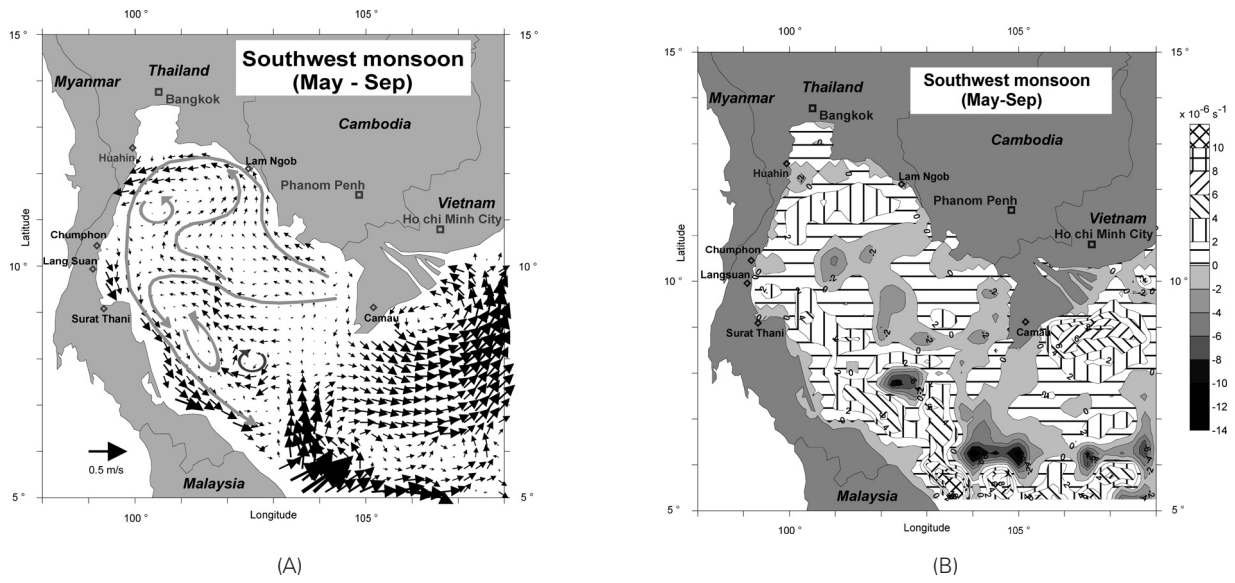 100 °
105 °
15 °
15 °
Southwest monsoon
(May - Sep)
Myanmar
Thailand
Bangkok
Cambodia
Huahin
Lam Ngob
Phanom Penh
Vietnam
Ho chi Minh City
Latitude
Chumphon
Lang Suan
10 °
10 °
Surat Thani
Camau
0.5 m/s
Malaysia
5 °
5 °
100 °
Longitude
105 °
(A)
100 °
105 °
15 °
15 °
Southwest monsoon
(May-Sep)
Myanmar
Thailand
Bangkok
Cambodia
Huahin
Lam Ngob
Phanom Penh
Vietnam
Ho chi Minh City
Latitude
Chumphon
Langsuan
10 °
10 °
Surat Thani
Camau
Malaysia
5 °
5 °
100 °
Longitude
105 °
x 10⁻⁶ s⁻¹
10
8
6
4
2
0
-2
-4
-6
-8
-10
-12
-14
(B)